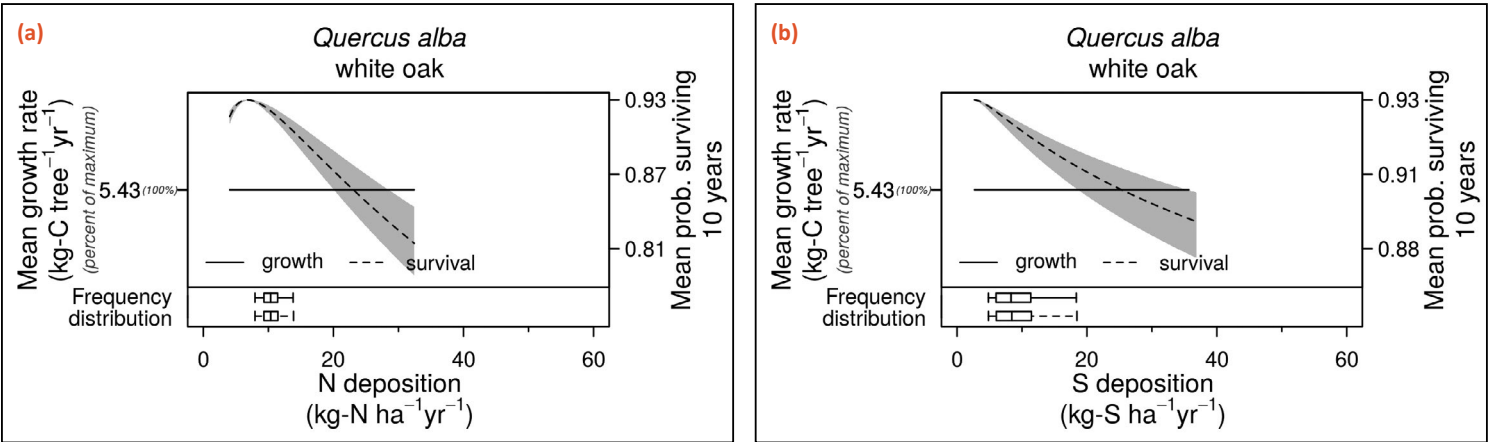 (a)
Quercus alba
white oak
Mean growth rate
(kg-C tree⁻¹yr⁻¹)
(percent of maximum)
5.43 (100%)
0.93
0.87
0.81
Mean prob. surviving
10 years
growth
survival
Frequency
distribution
0 20 40 60
N deposition
(kg-N ha⁻¹yr⁻¹)
(b)
Quercus alba
white oak
Mean growth rate
(kg-C tree⁻¹yr⁻¹)
(percent of maximum)
5.43 (100%)
0.93
0.91
0.88
Mean prob. surviving
10 years
growth
survival
Frequency
distribution
0 20 40 60
S deposition
(kg-S ha⁻¹yr⁻¹)